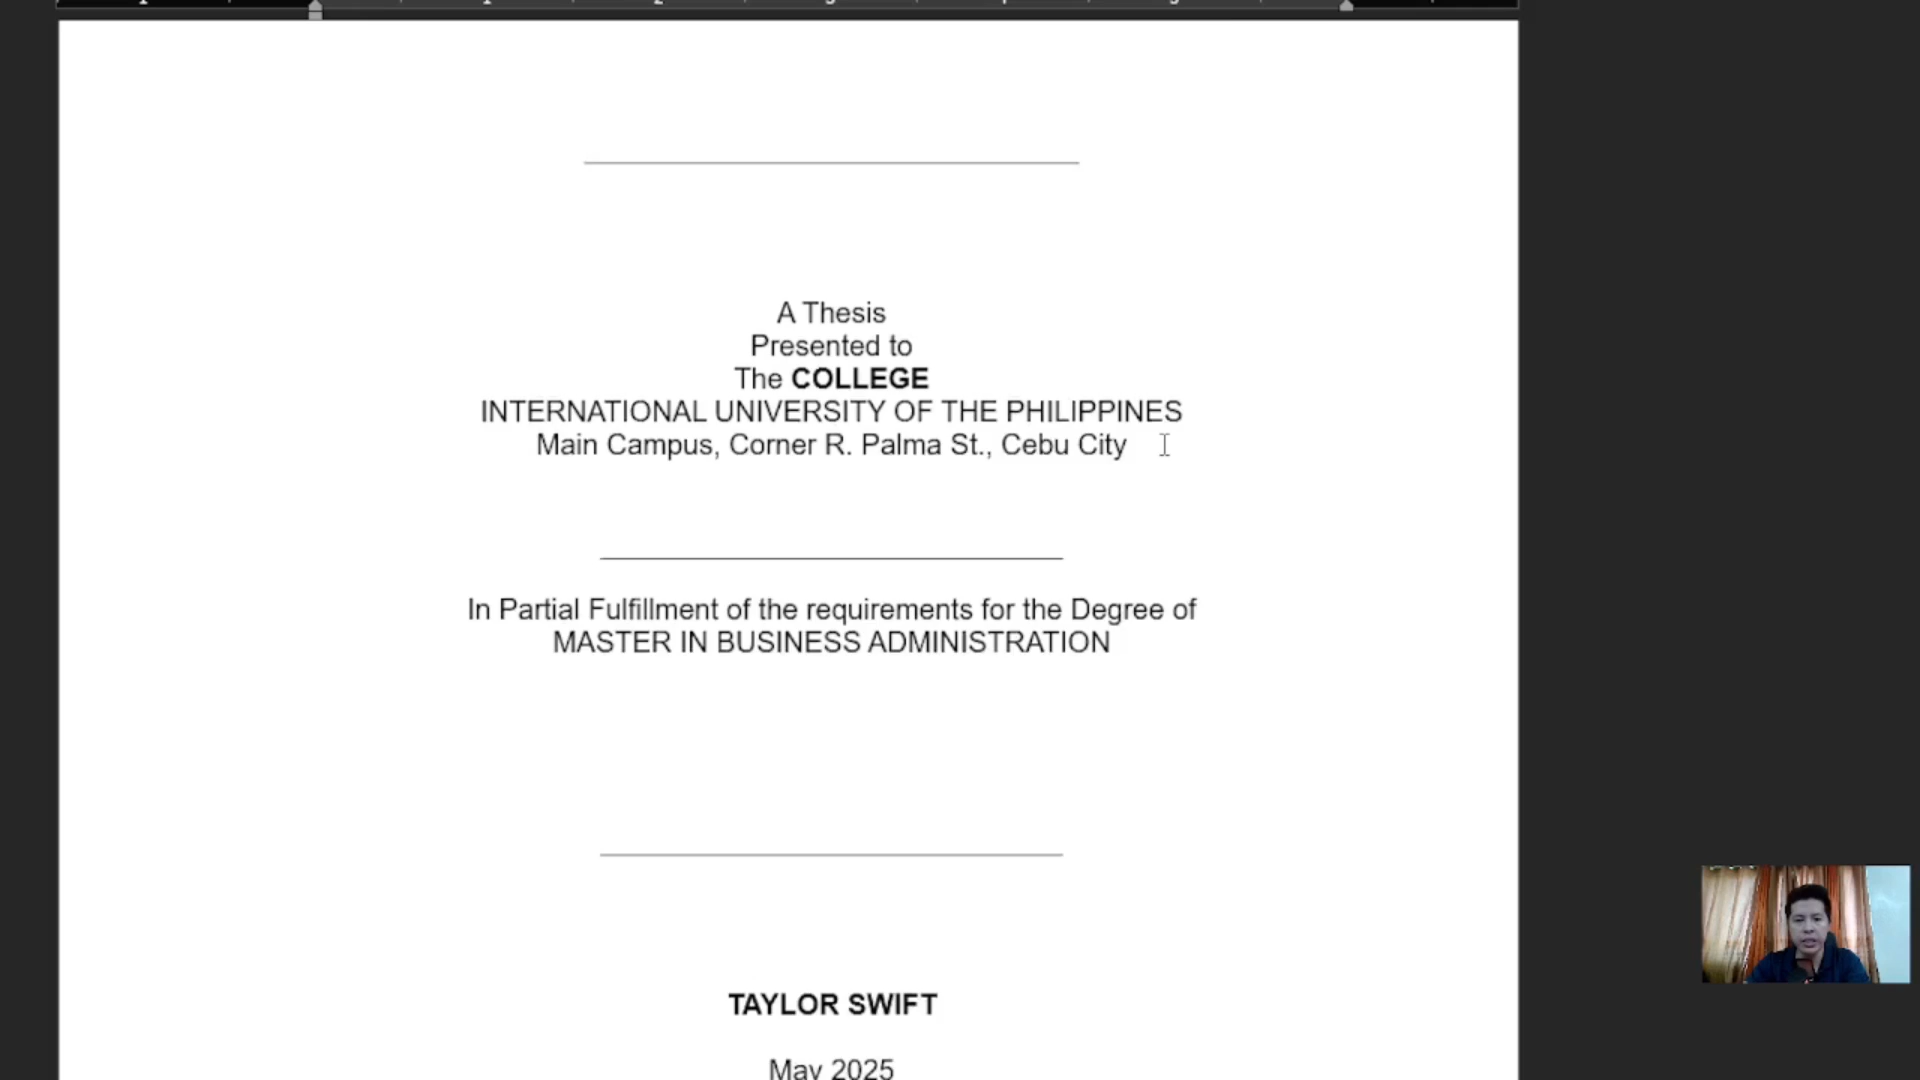 A Thesis
Presented to
The COLLEGE
INTERNATIONAL UNIVERSITY OF THE PHILIPPINES
Main Campus, Corner R. Palma St., Cebu City
In Partial Fulfillment of the requirements for the Degree of
MASTER IN BUSINESS ADMINISTRATION
TAYLOR SWIFT
May 2025